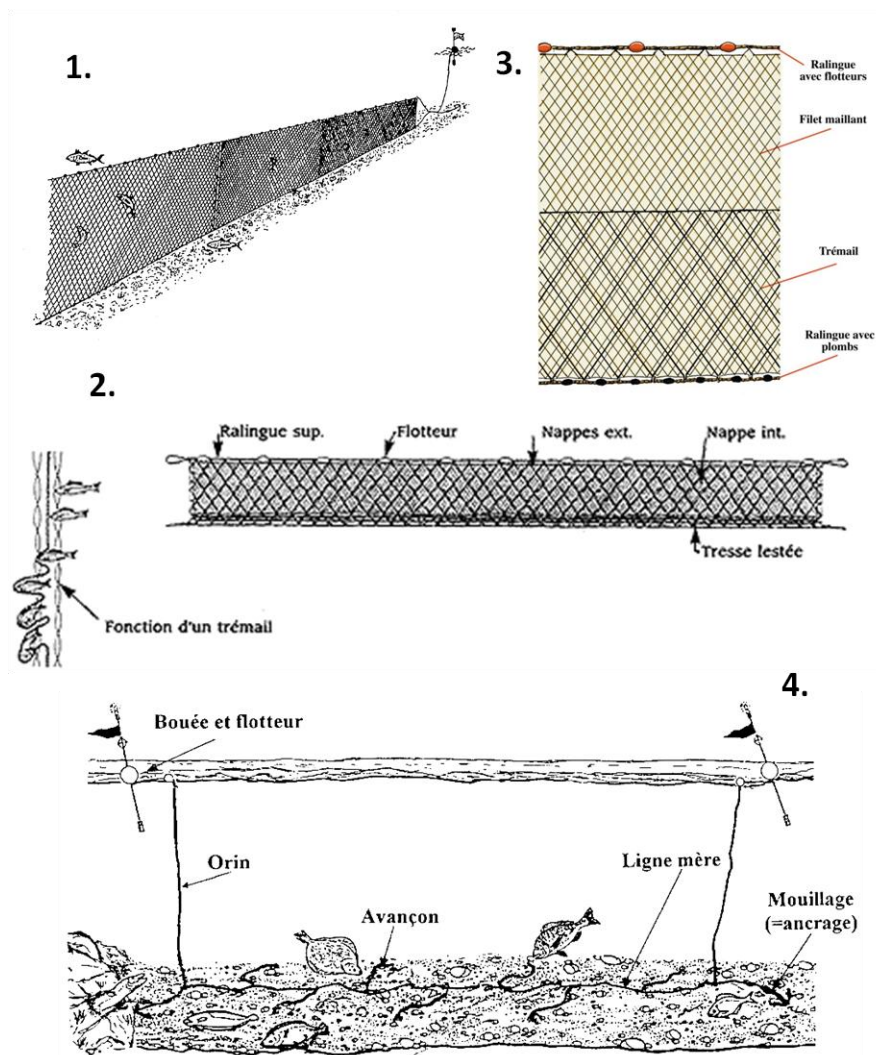 1.
3.
Ralingue
avec flotteurs
Filet maillant
Trémail
Ralingue avec
plombs
2.
Ralingue sup.
Flotteur
Nappes ext.
Nappe int.
Tresse lestée
Fonction d'un trémail
4.
Bouée et flotteur
Orin
Avançon
Ligne mère
Mouillage
(=ancrage)